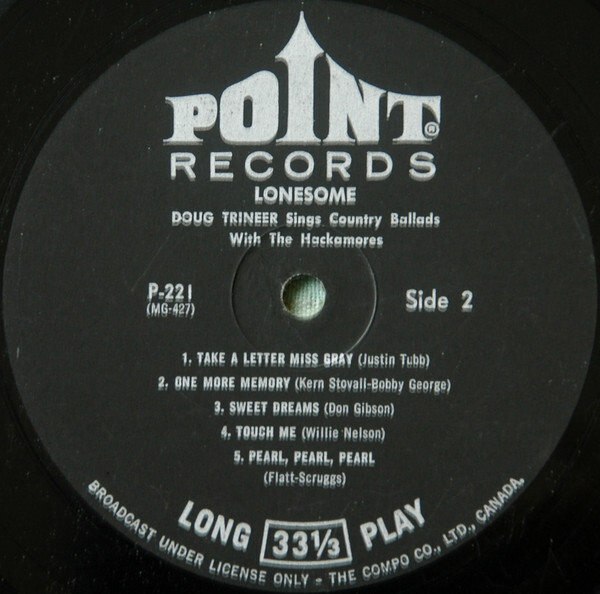 POINT®
RECORDS
LONESOME
DOUG TRINEER Sings Country Ballads
With The Hackamores
P-221
(MG-427)
Side 2
1. TAKE A LETTER MISS GRAY (Justin Tubb)
2. ONE MORE MEMORY (Kern Stovall-Bobby George)
3. SWEET DREAMS (Don Gibson)
4. TOUCH ME (Willie Nelson)
5. PEARL, PEARL, PEARL
(Flatt-Scruggs)
LONG 33⅓ PLAY
BROADCAST UNDER LICENSE ONLY - THE COMPO CO., LTD., CANADA.